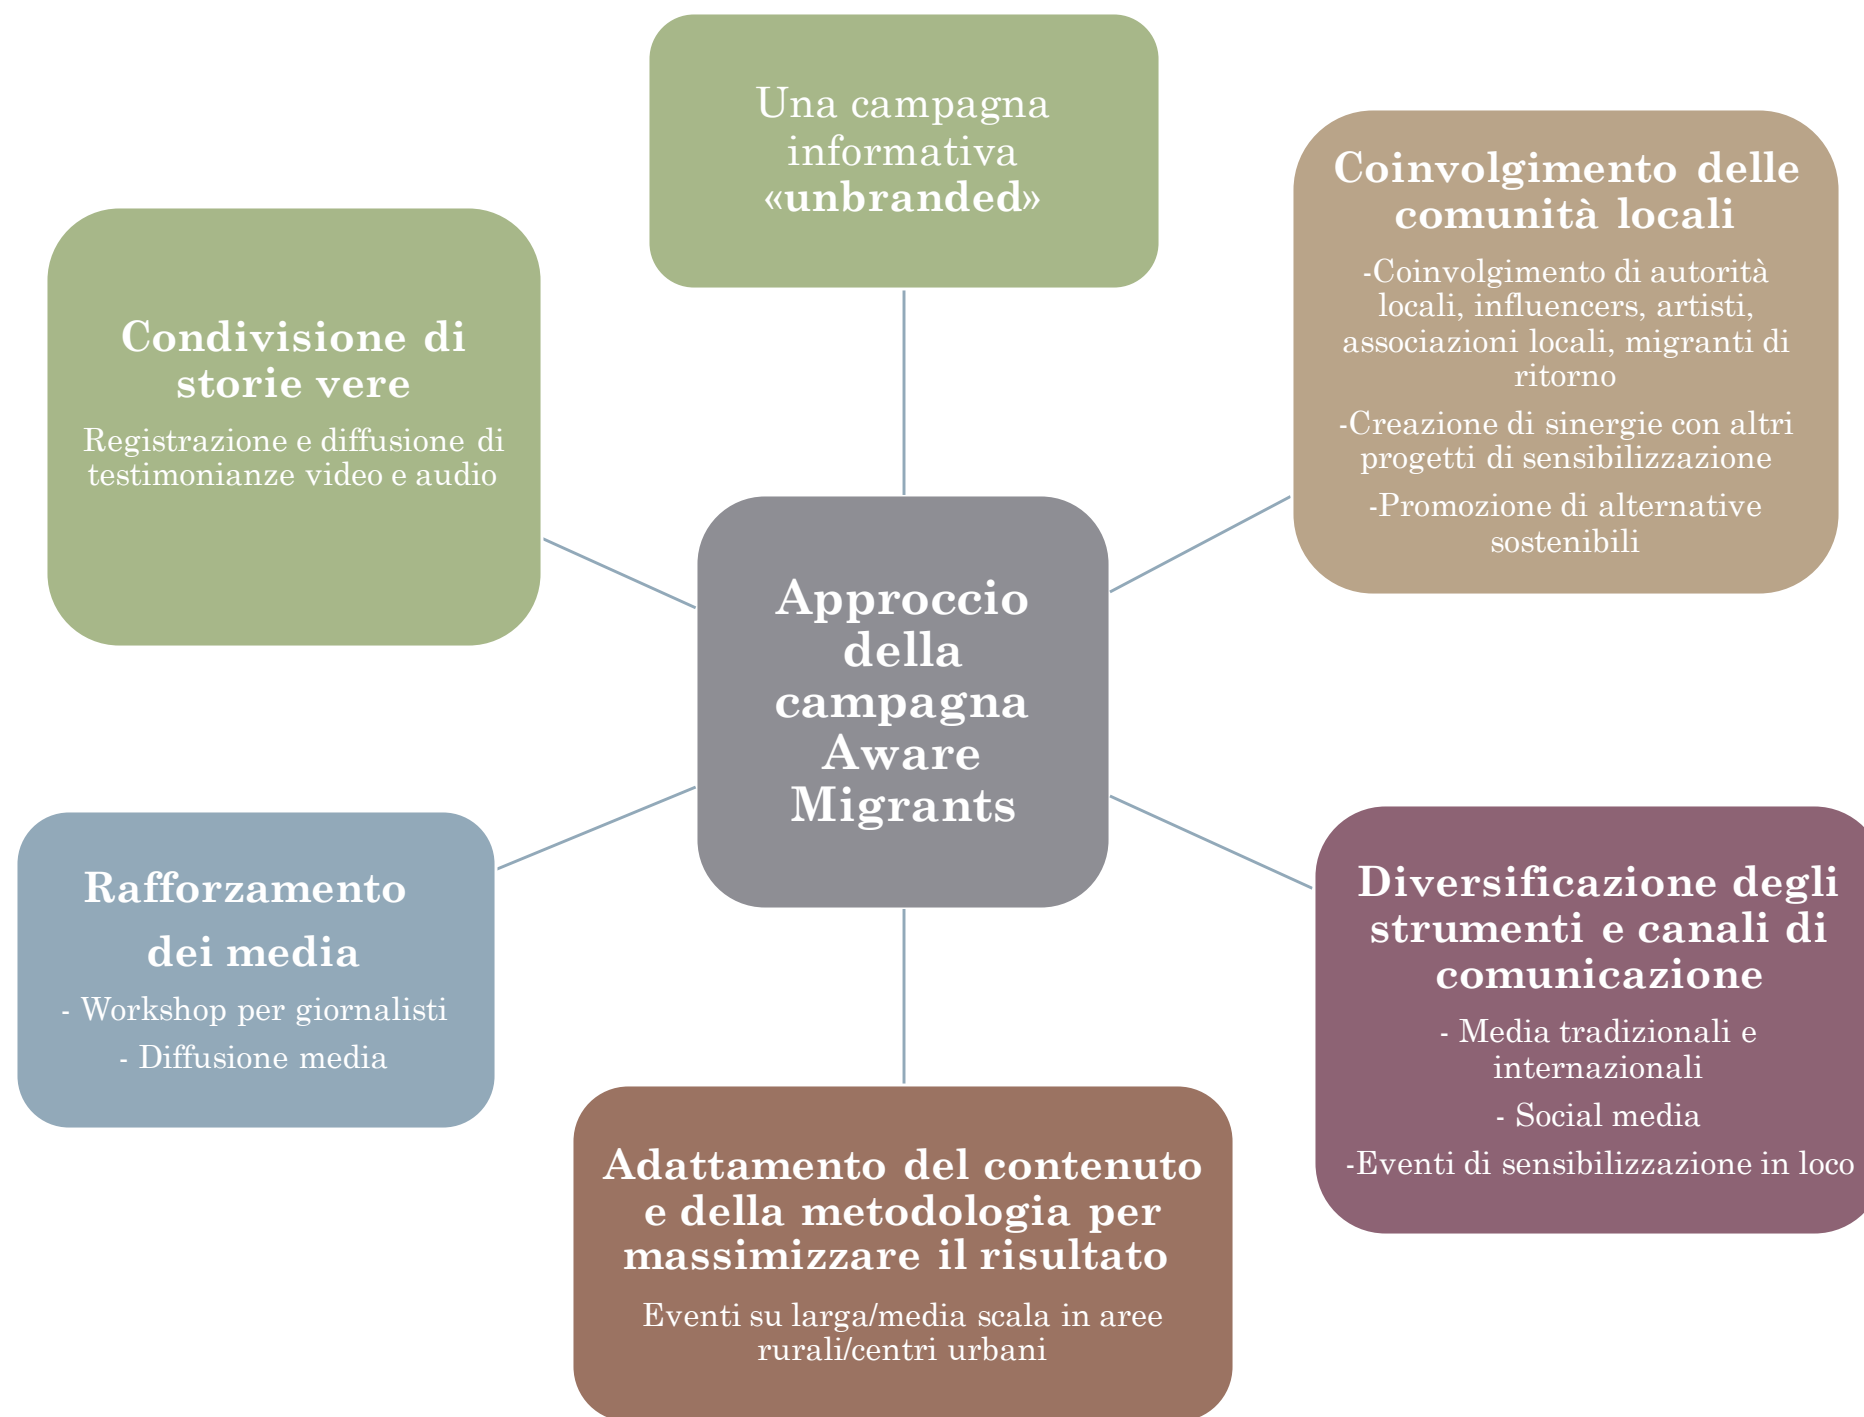 Una campagna
informativa
«unbranded»
Coinvolgimento delle
comunità locali
-Coinvolgimento di autorità
locali, influencers, artisti,
associazioni locali, migranti di
ritorno
-Creazione di sinergie con altri
progetti di sensibilizzazione
-Promozione di alternative
sostenibili
Condivisione di
storie vere
Registrazione e diffusione di
testimonianze video e audio
Approccio
della
campagna
Aware
Migrants
Rafforzamento
dei media
- Workshop per giornalisti
- Diffusione media
Diversificazione degli
strumenti e canali di
comunicazione
- Media tradizionali e
internazionali
- Social media
-Eventi di sensibilizzazione in loco
Adattamento del contenuto
e della metodologia per
massimizzare il risultato
Eventi su larga/media scala in aree
rurali/centri urbani